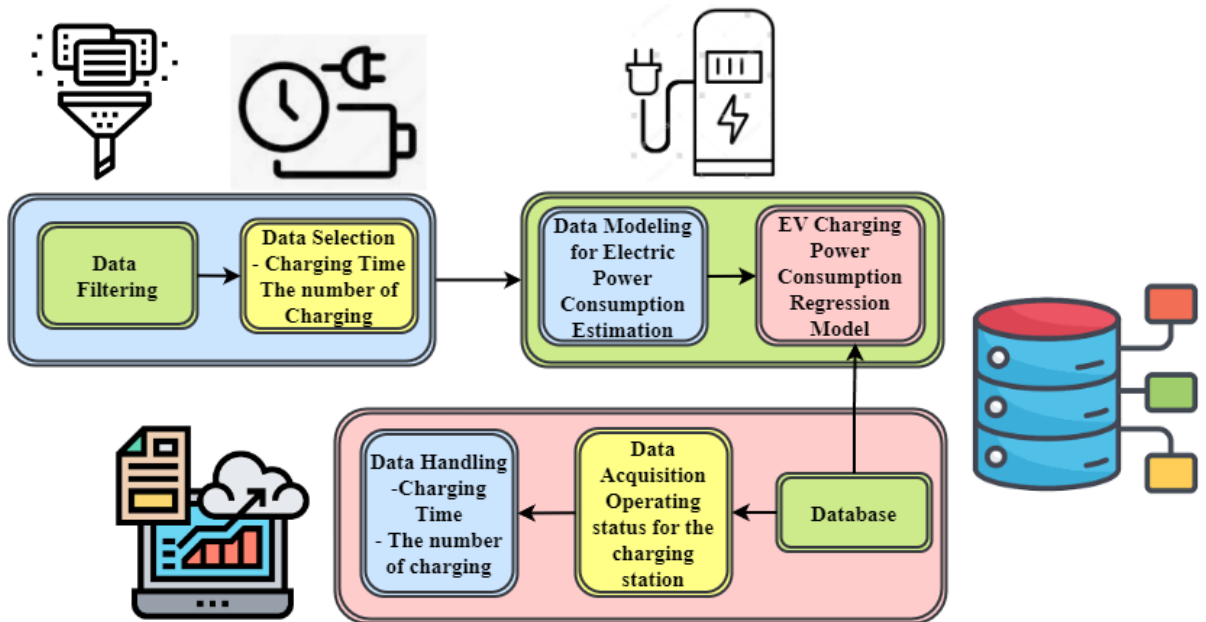 Data
Filtering
Data Selection
- Charging Time
The number of
Charging
Data Modeling
for Electric
Power
Consumption
Estimation
EV Charging
Power
Consumption
Regression
Model
Data Handling
-Charging
Time
- The number
of charging
Data
Acquisition
Operating
status for the
charging
station
Database